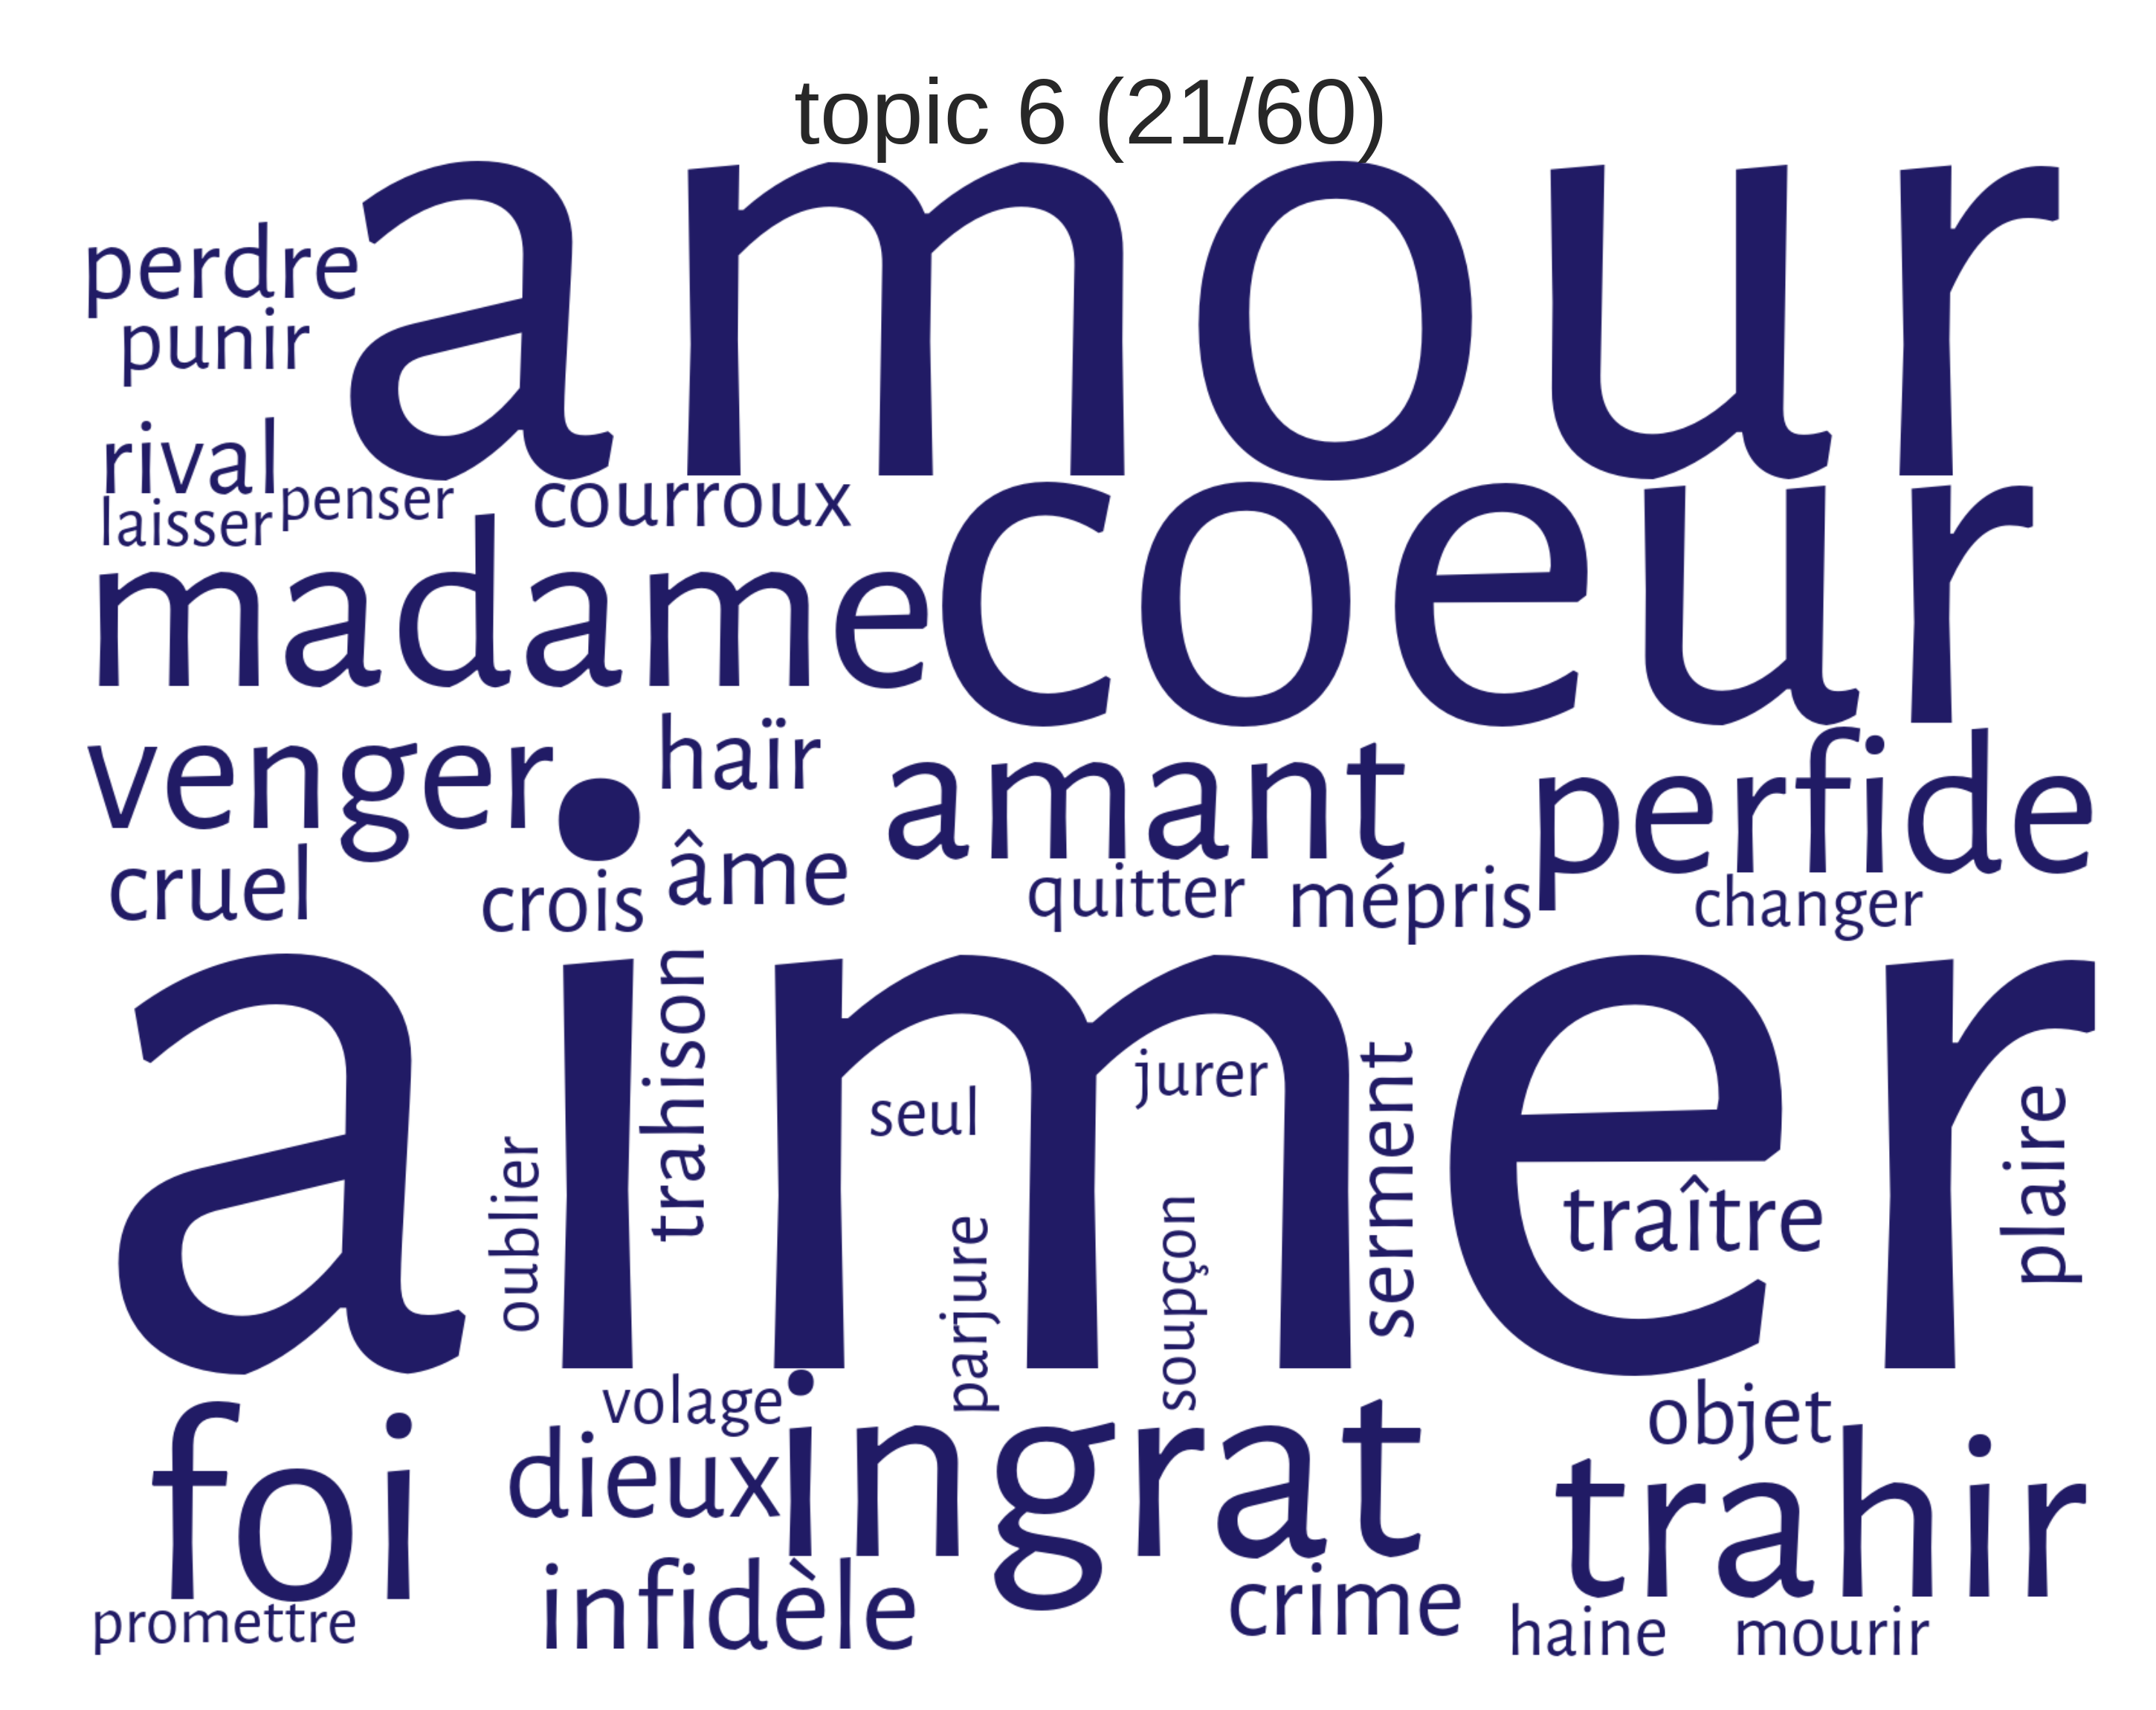 topic 6 (21/60)
amour
perdre
punir
rival
laisser
penser
courroux
madame
coeur
venger
haïr
amant
perfide
cruel
crois
âme
quitter
mépris
changer
aimer
trahison
oublier
seul
jurer
parjure
soupçon
serment
traître
plaire
foi
volage
dieux
ingrat
objet
trahir
infidèle
crime
promettre
haine
mourir